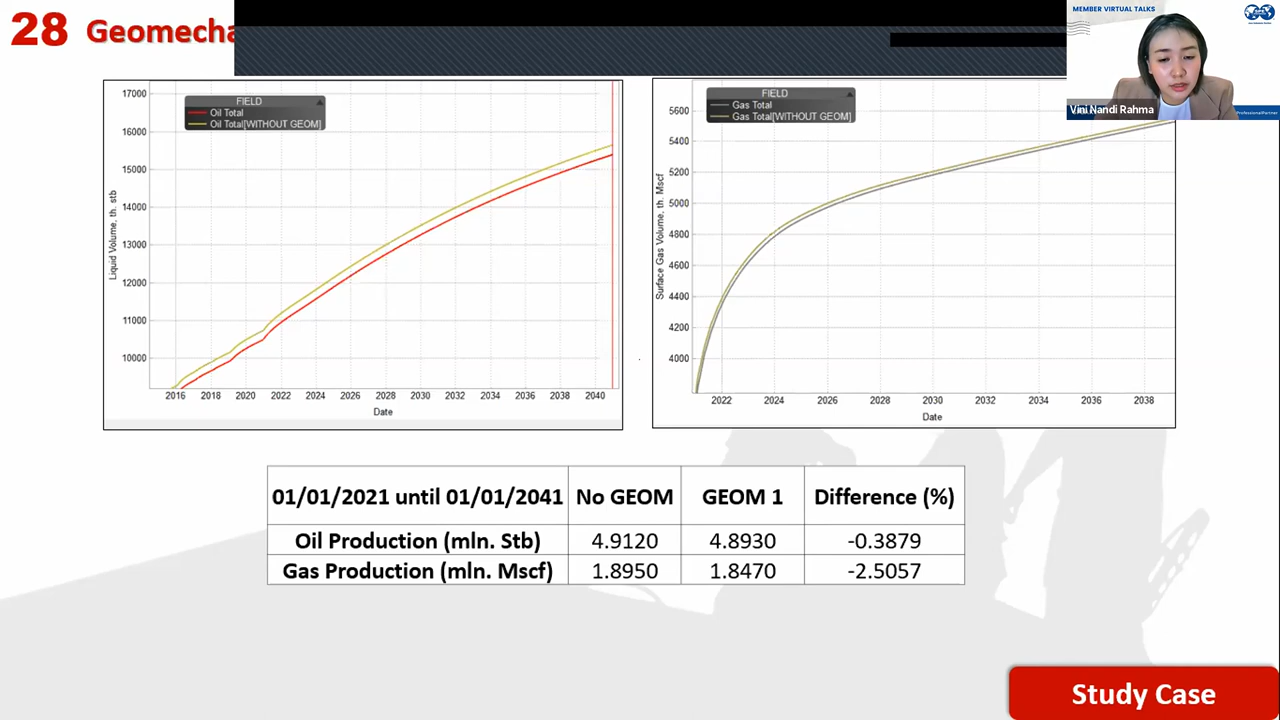 28 Geomecha
MEMBER VIRTUAL TALKS
Vini Nandi Rahma
ProfessionalPartner
FIELD
Oil Total
Oil Total[WITHOUT GEOM]
17000
16000
15000
14000
13000
12000
11000
10000
Liquid Volume, th. stb
2016 2018 2020 2022 2024 2026 2028 2030 2032 2034 2036 2038 2040
Date
FIELD
Gas Total
Gas Total[WITHOUT GEOM]
5600
5400
5200
5000
4800
4600
4400
4200
4000
Surface Gas Volume, th. Mscf
2022 2024 2026 2028 2030 2032 2034 2036 2038
Date
01/01/2021 until 01/01/2041 No GEOM GEOM 1 Difference (%)
Oil Production (mln. Stb) 4.9120 4.8930 -0.3879
Gas Production (mln. Mscf) 1.8950 1.8470 -2.5057
Study Case